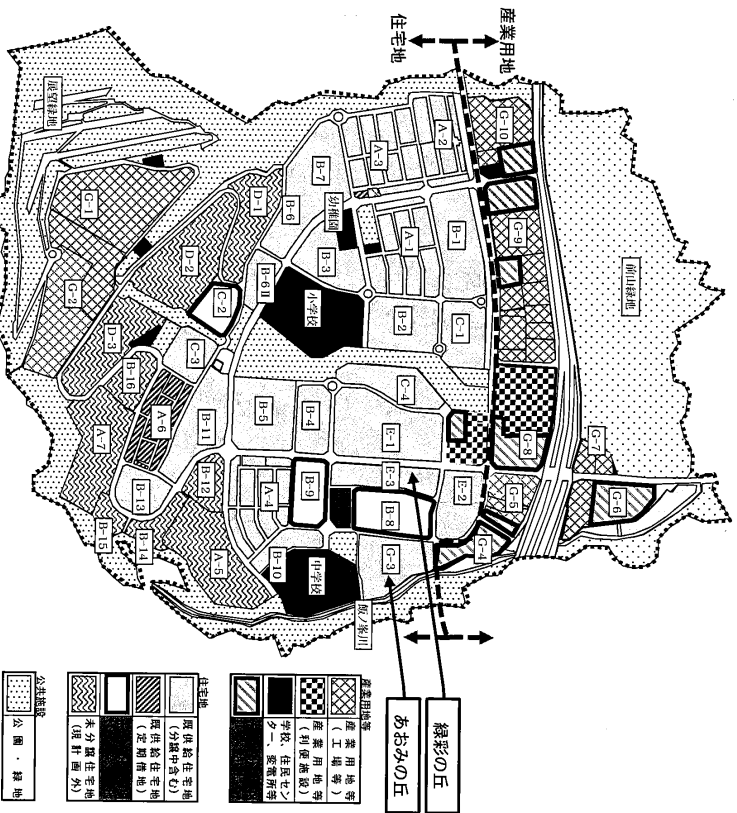 産業用地
住宅地
前山緑地
展望緑地
G-10
G-9
G-8
G-7
G-6
G-5
G-4
G-3
G-1
G-2
A-2
A-3
A-1
B-1
B-7
B-6
幼稚園
B-3
B-2
C-1
B-6II
小学校
D-1
D-2
D-3
C-2
C-3
C-4
B-16
A-6
A-7
B-11
B-5
B-4
E-1
E-2
E-3
B-9
B-8
B-12
A-4
B-13
B-15
B-14
A-5
B-10
中学校
飯ノ峯川
緑彩の丘
あおみの丘
産業用地等
産業用地等
(工場等)
産業用地等
(利便施設)
学校、住民セン
ター、変電所等
住宅地
既供給住宅地
(分譲中含む)
既供給住宅地
(定期借地)
未分譲住宅地
(現計画外)
公共施設
公園・緑地